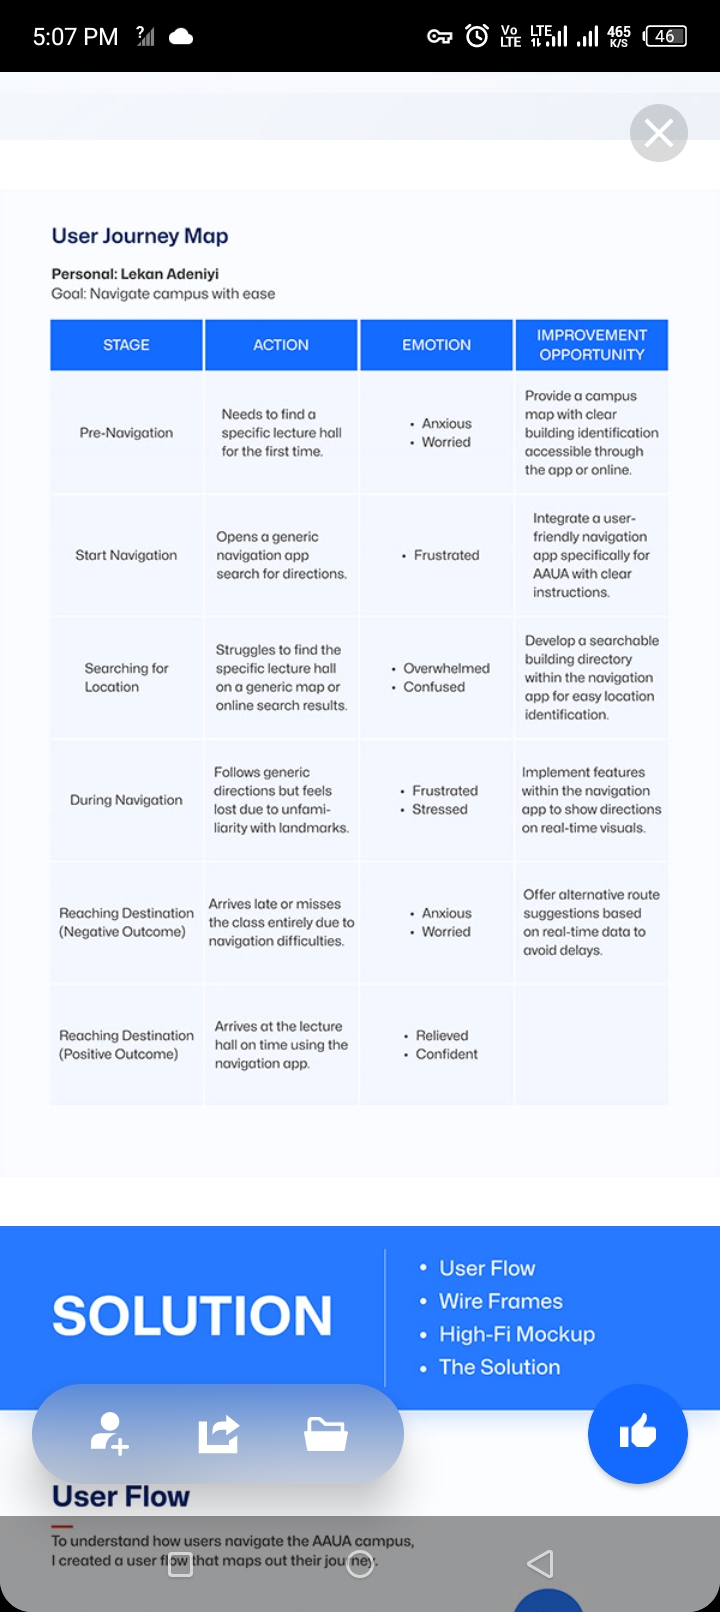 5:07 PM
?
Vo LTE
LTE
465 K/S
46
User Journey Map
Personal: Lekan Adeniyi
Goal: Navigate campus with ease
STAGE
ACTION
EMOTION
IMPROVEMENT
OPPORTUNITY
Pre-Navigation
Needs to find a
specific lecture hall
for the first time.
• Anxious
• Worried
Provide a campus
map with clear
building identification
accessible through
the app or online.
Start Navigation
Opens a generic
navigation app
search for directions.
• Frustrated
Integrate a user-
friendly navigation
app specifically for
AAUA with clear
instructions.
Searching for
Location
Struggles to find the
specific lecture hall
on a generic map or
online search results.
• Overwhelmed
• Confused
Develop a searchable
building directory
within the navigation
app for easy location
identification.
During Navigation
Follows generic
directions but feels
lost due to unfami-
liarity with landmarks.
• Frustrated
• Stressed
Implement features
within the navigation
app to show directions
on real-time visuals.
Reaching Destination
(Negative Outcome)
Arrives late or misses
the class entirely due to
navigation difficulties.
• Anxious
• Worried
Offer alternative route
suggestions based
on real-time data to
avoid delays.
Reaching Destination
(Positive Outcome)
Arrives at the lecture
hall on time using the
navigation app.
• Relieved
• Confident
SOLUTION
• User Flow
• Wire Frames
• High-Fi Mockup
• The Solution
User Flow
To understand how users navigate the AAUA campus,
I created a user flow that maps out their journey.